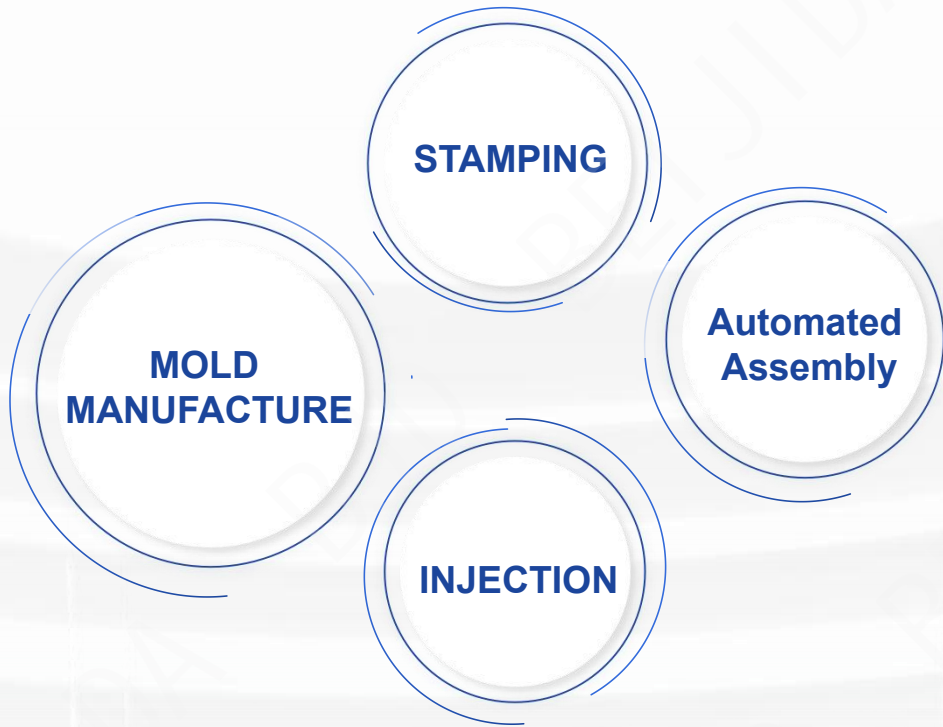 STAMPING
MOLD
MANUFACTURE
Automated
Assembly
INJECTION